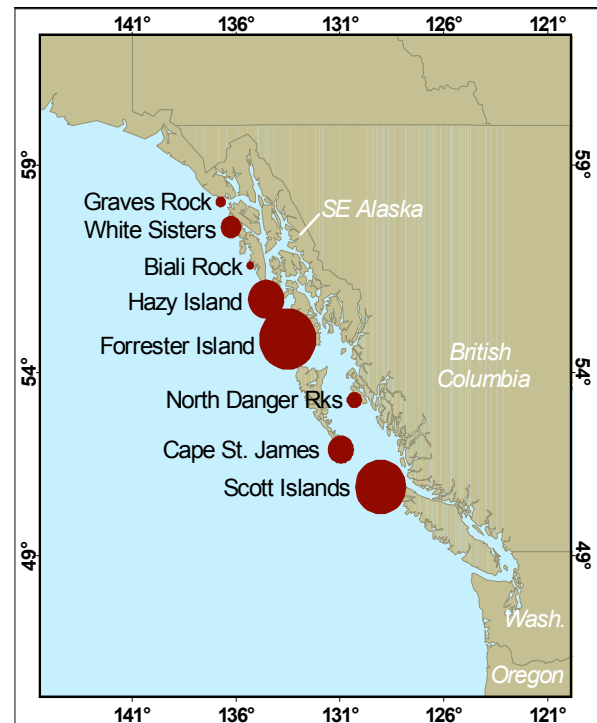 141° 136° 131° 126° 121°
59° 59°
Graves Rock
SE Alaska
White Sisters
Biali Rock
Hazy Island
Forrester Island
British
Columbia
54° 54°
North Danger Rks
Cape St. James
Scott Islands
49° 49°
Wash.
Oregon
141° 136° 131° 126° 121°